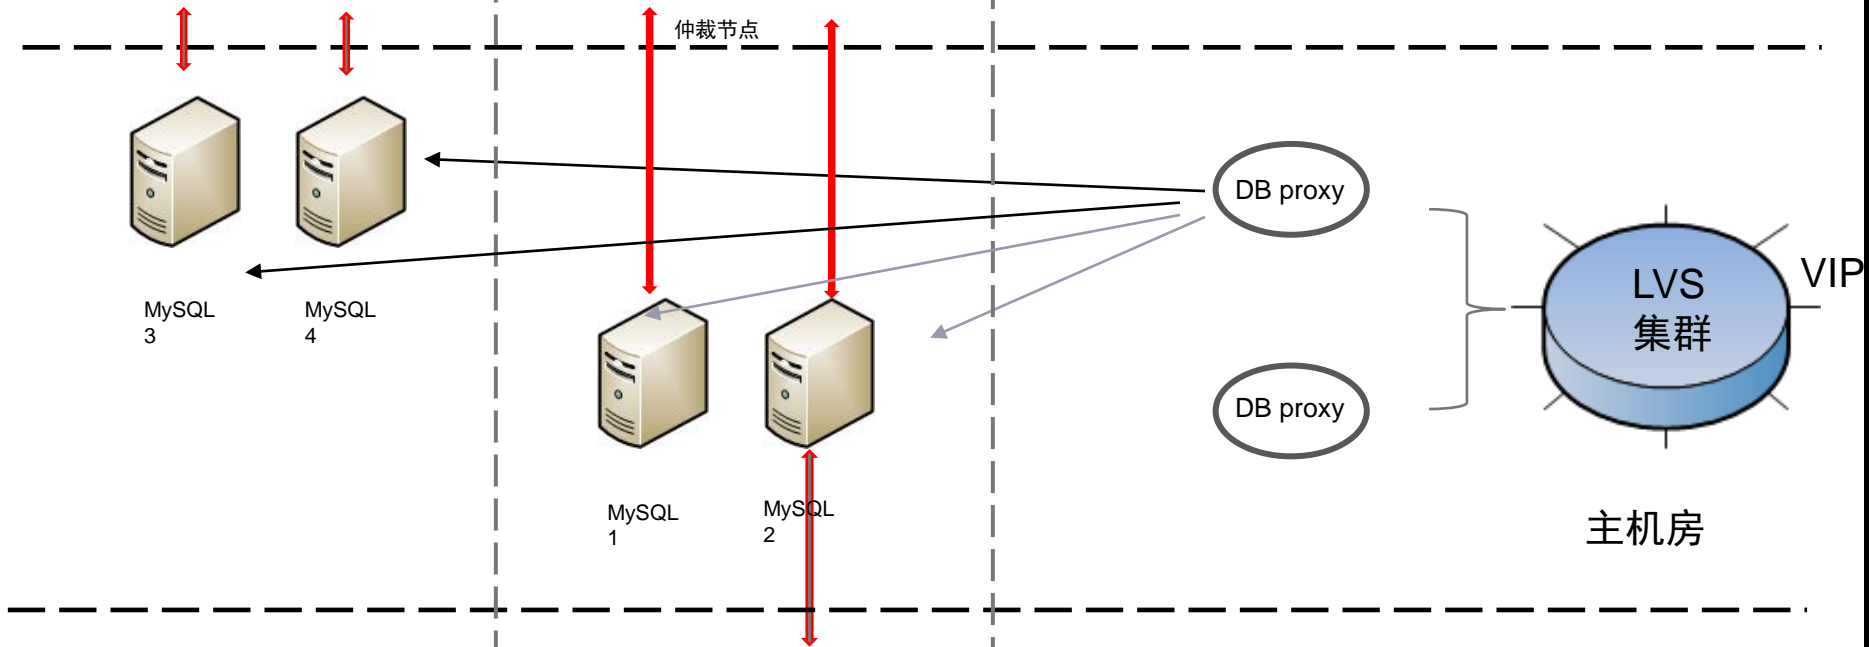 仲裁节点
DB proxy
VIP
LVS
集群
MySQL
3
MySQL
4
DB proxy
MySQL
1
MySQL
2
主机房